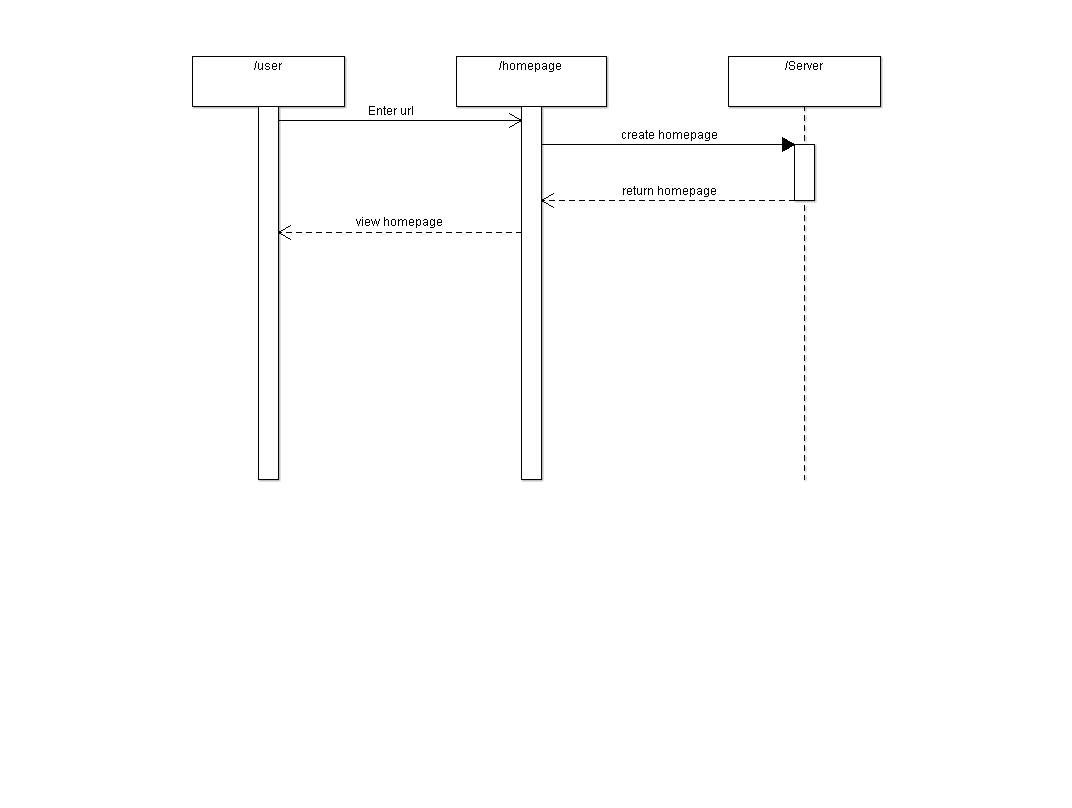 /user
/homepage
/Server
Enter url
create homepage
return homepage
view homepage